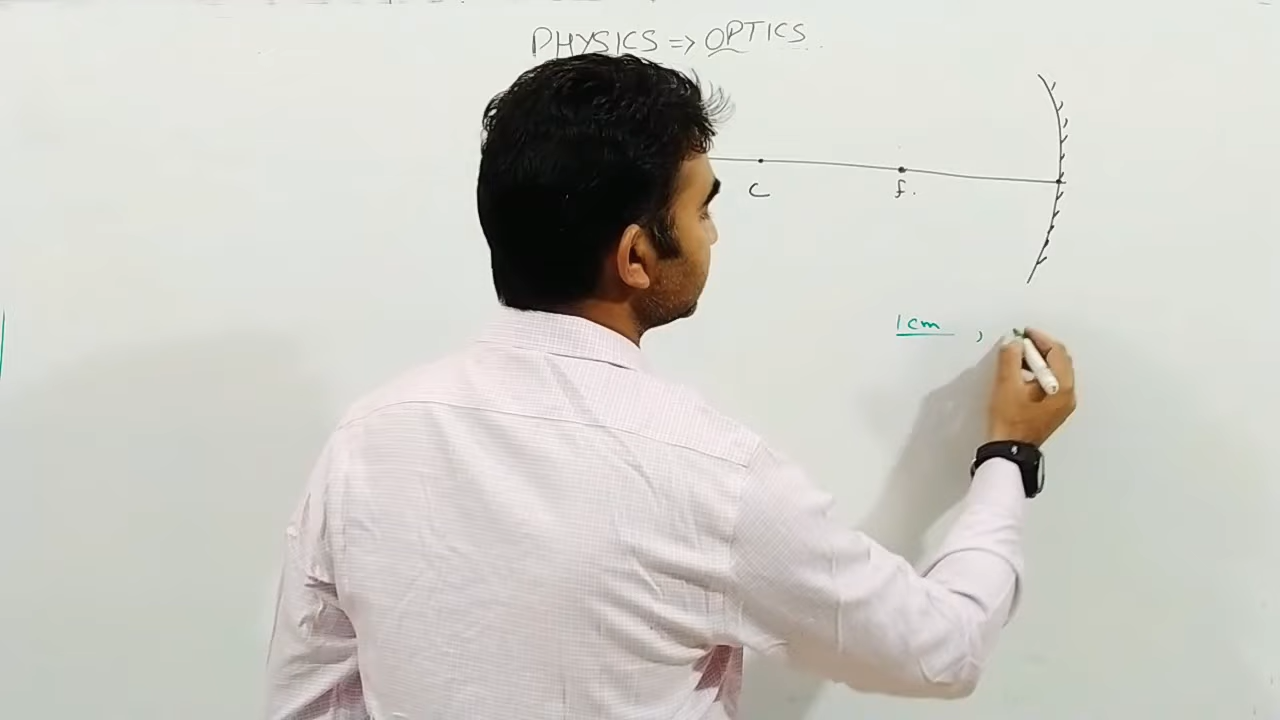 PHYSICS ⇒ OPTICS
C f.
1cm ,